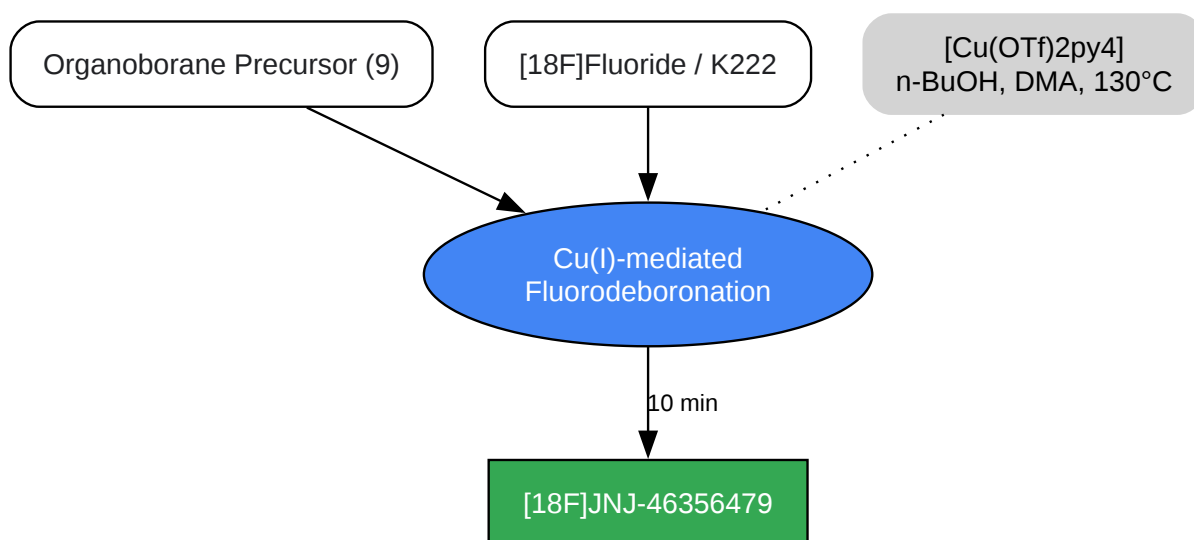 Organoborane Precursor (9)
[18F]Fluoride / K222
[Cu(OTf)2py4]
n-BuOH, DMA, 130°C
Cu(I)-mediated
Fluorodeboronation
10 min
[18F]JNJ-46356479